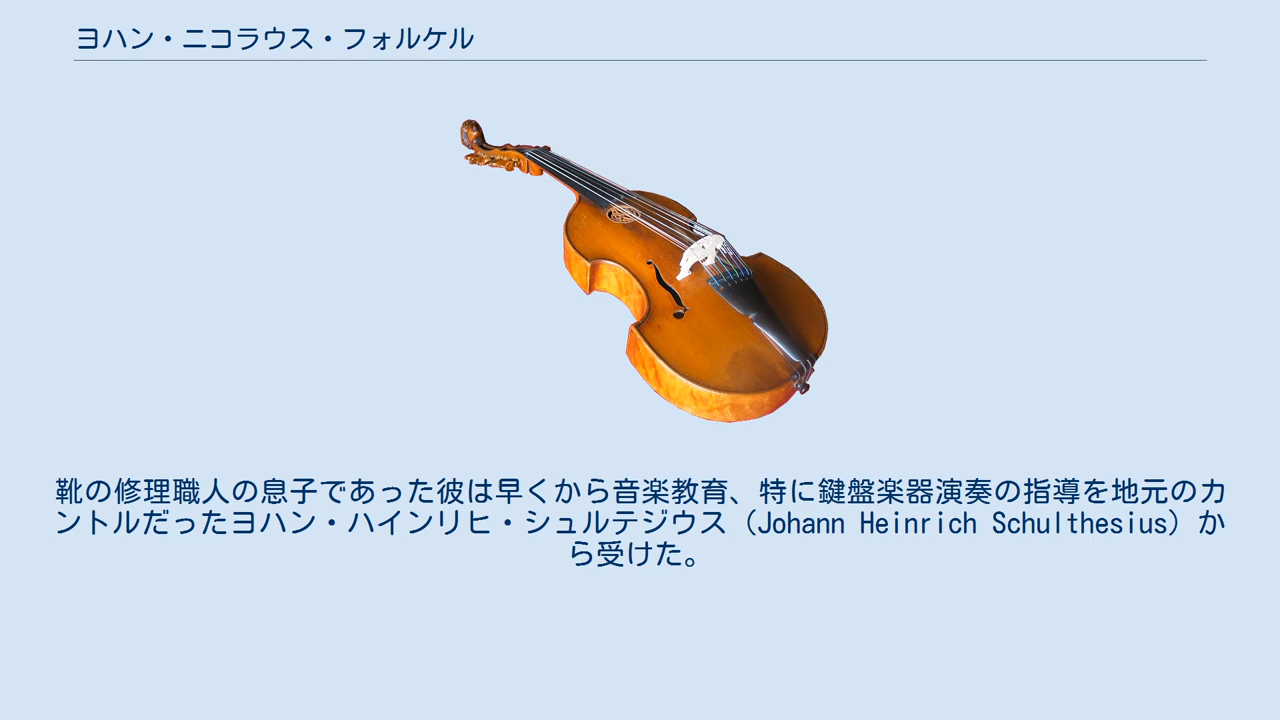 ヨハン・ニコラウス・フォルケル
靴の修理職人の息子であった彼は早くから音楽教育、特に鍵盤楽器演奏の指導を地元のカ
ントルだったヨハン・ハインリヒ・シュルテジウス（Johann Heinrich Schulthesius）か
ら受けた。